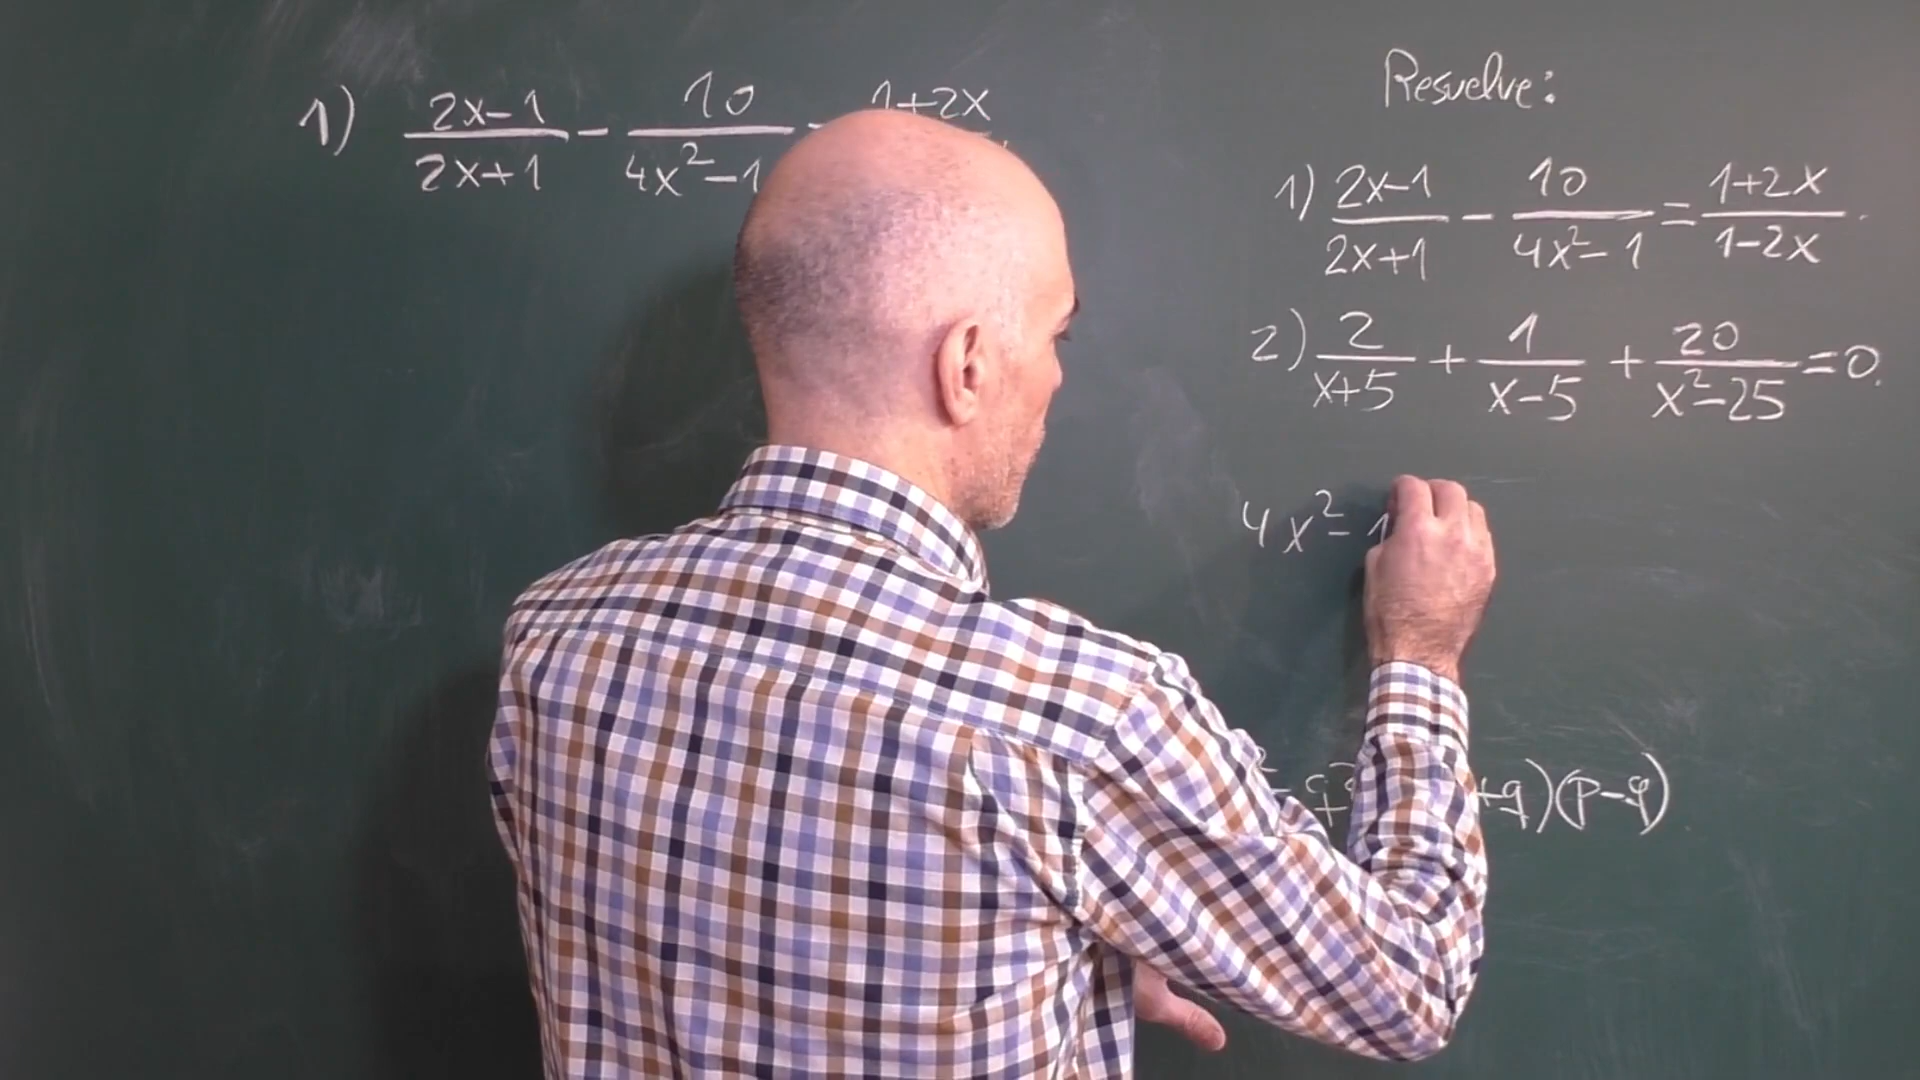 Resuelve:
1) (2x-1)/(2x+1) - 10/(4x²-1) - 1+2x
1) (2x-1)/(2x+1) - 10/(4x²-1) = (1+2x)/(1-2x).
2) 2/(x+5) + 1/(x-5) + 20/(x²-25) = 0.
4x²-1
- q² +q)(p-q)